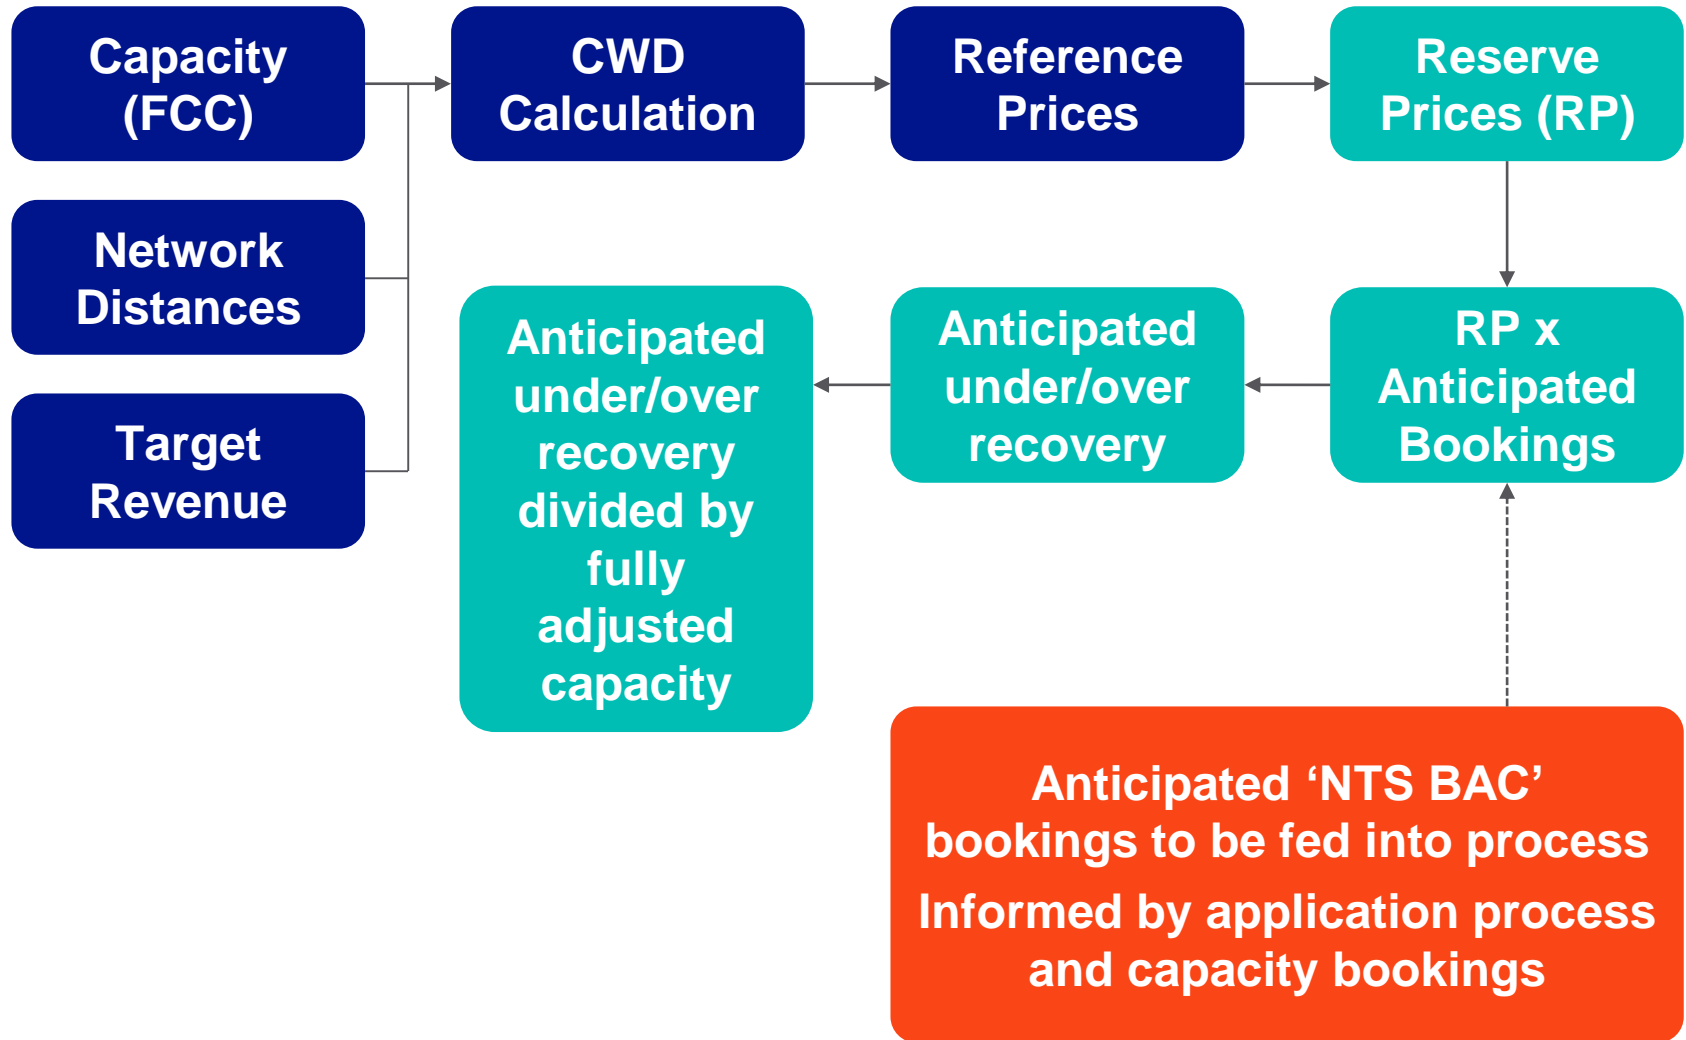 Capacity
(FCC)
CWD
Calculation
Reference
Prices
Reserve
Prices (RP)
Network
Distances
Target
Revenue
Anticipated
under/over
recovery
divided by
fully
adjusted
capacity
Anticipated
under/over
recovery
RP x
Anticipated
Bookings
Anticipated ‘NTS BAC’
bookings to be fed into process
Informed by application process
and capacity bookings